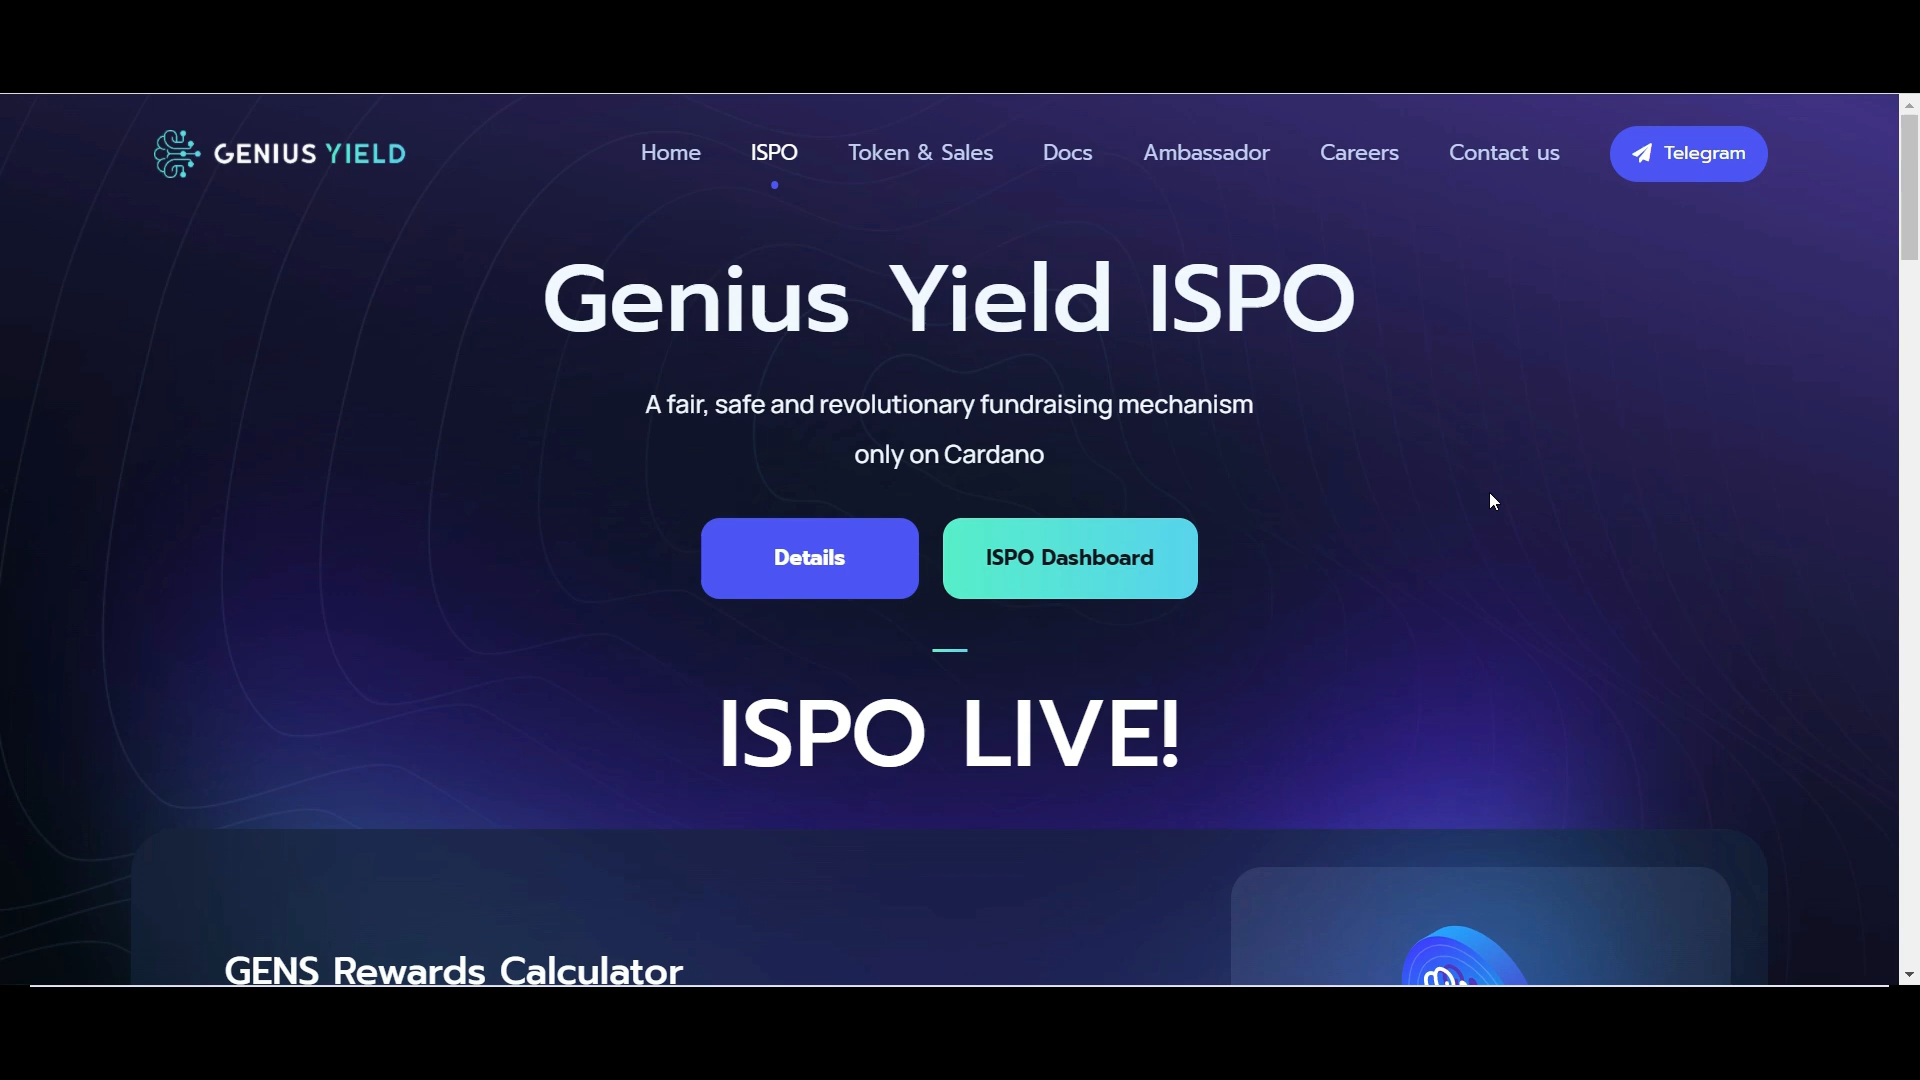 GENIUS YIELD
Home
ISPO
Token & Sales
Docs
Ambassador
Careers
Contact us
Telegram
Genius Yield ISPO
A fair, safe and revolutionary fundraising mechanism
only on Cardano
Details
ISPO Dashboard
ISPO LIVE!
GENS Rewards Calculator